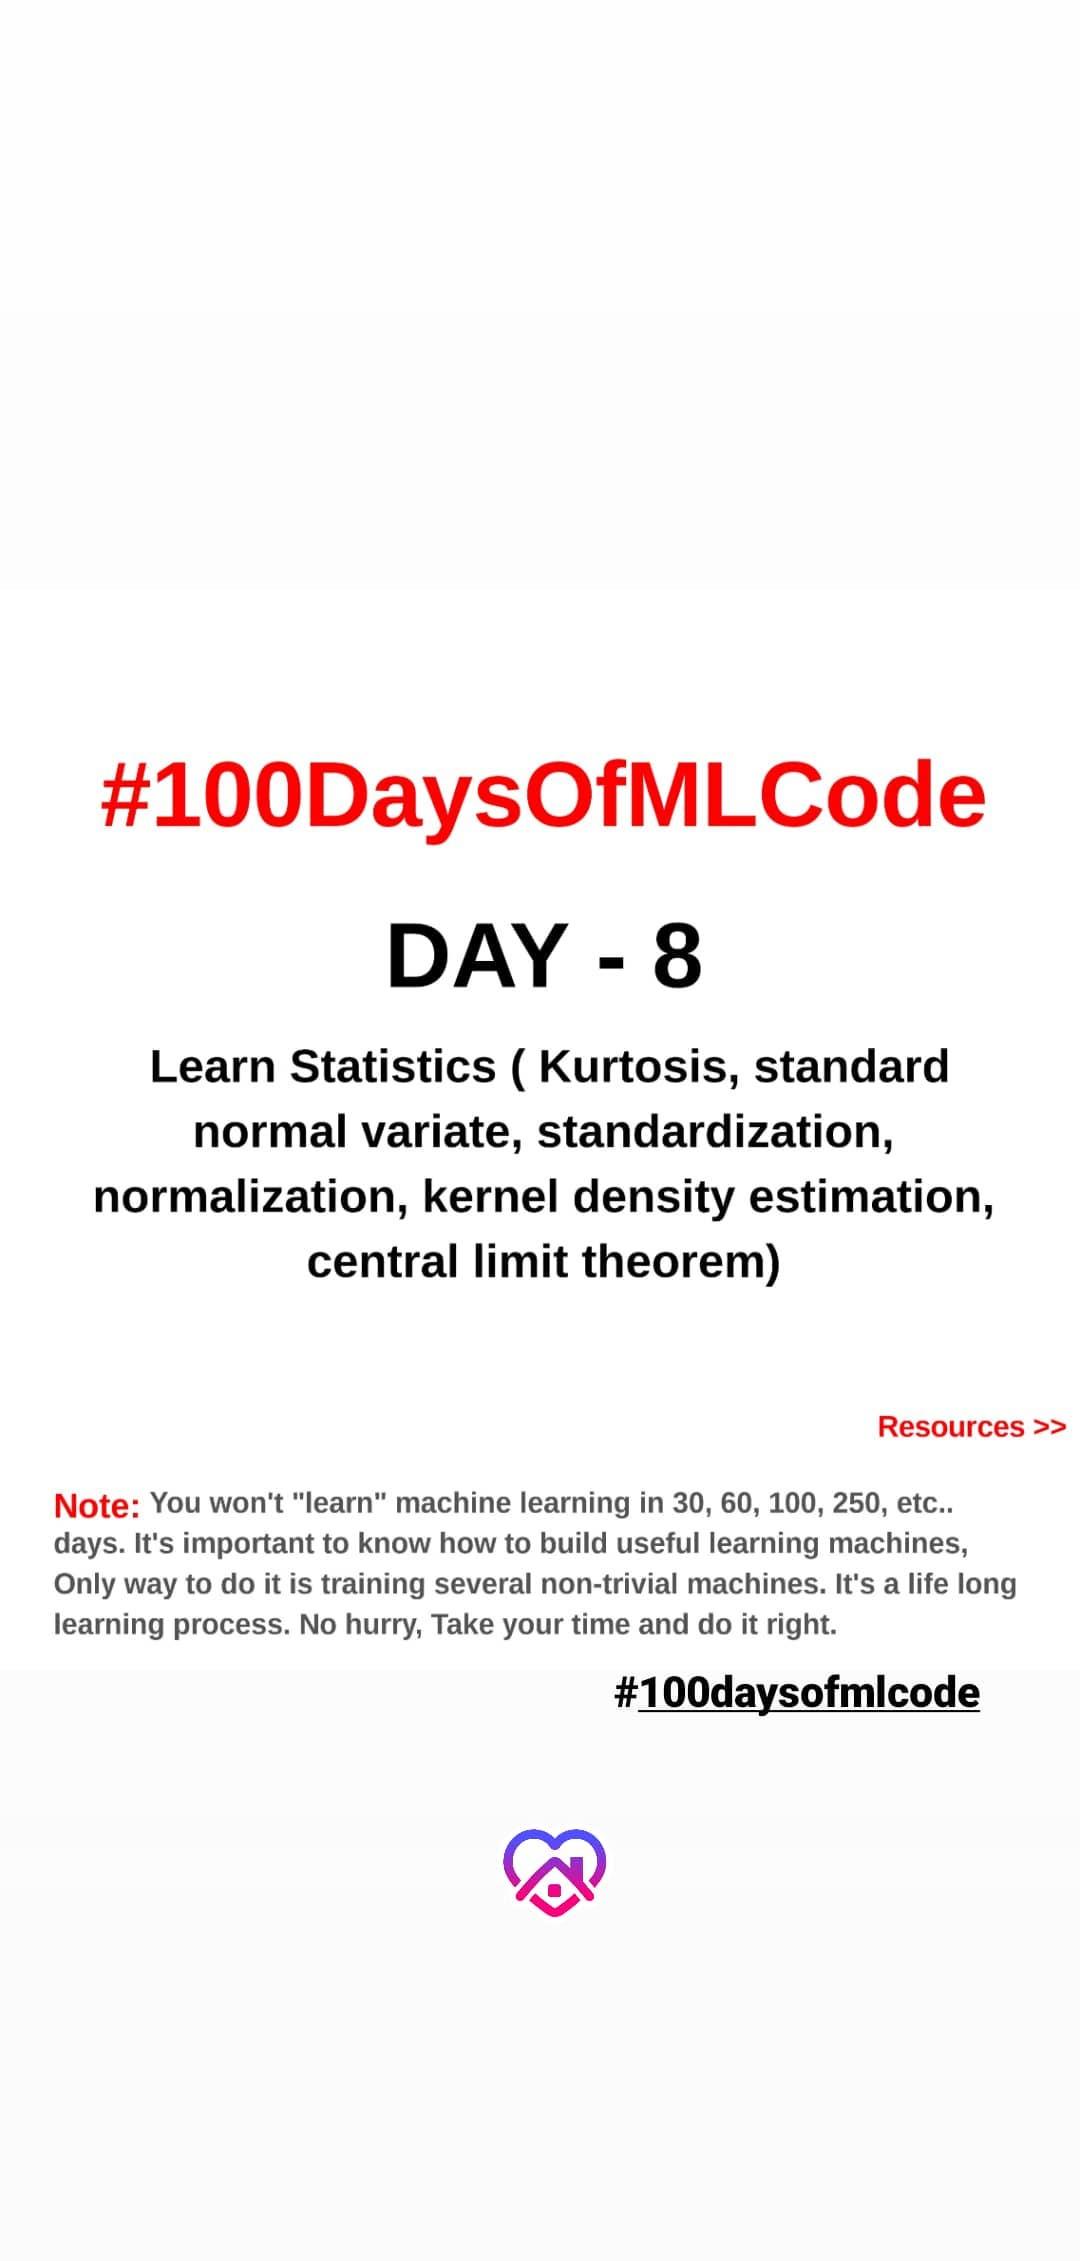 #100DaysOfMLCode
DAY - 8
Learn Statistics ( Kurtosis, standard
normal variate, standardization,
normalization, kernel density estimation,
central limit theorem)
Resources >>
Note: You won't "learn" machine learning in 30, 60, 100, 250, etc..
days. It's important to know how to build useful learning machines,
Only way to do it is training several non-trivial machines. It's a life long
learning process. No hurry, Take your time and do it right.
#100daysofmlcode